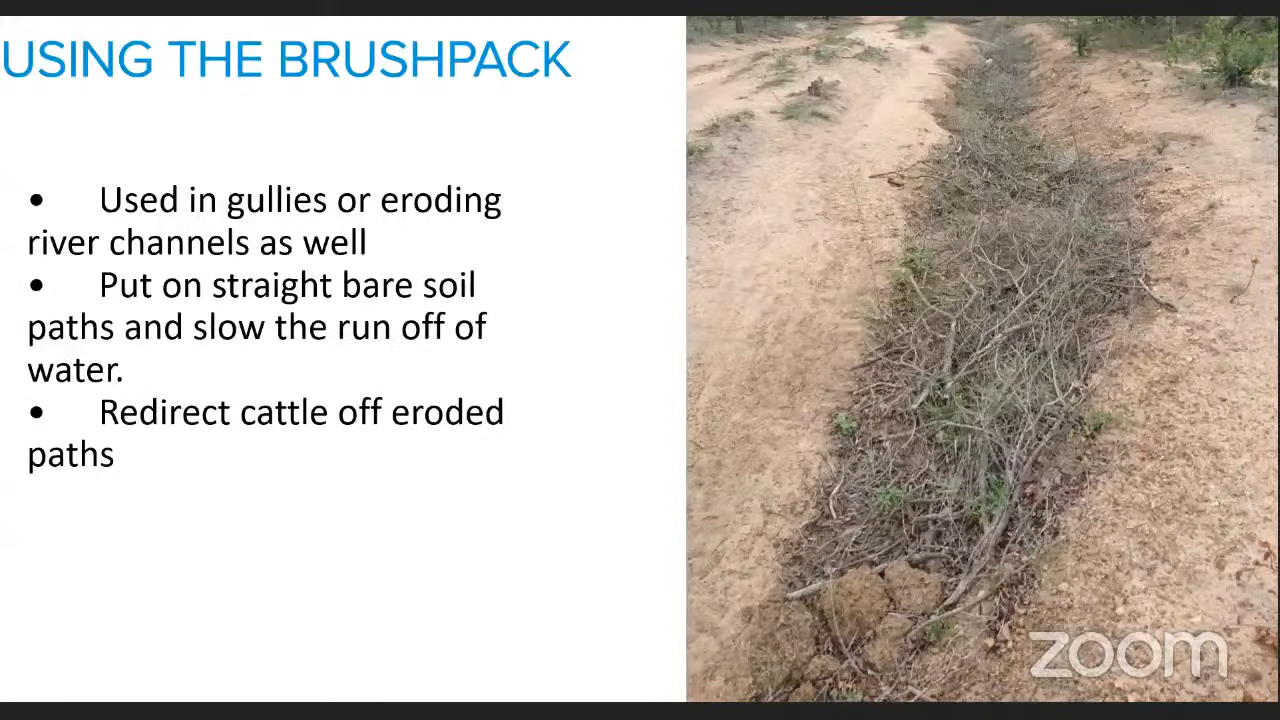 USING THE BRUSHPACK
• Used in gullies or eroding
river channels as well
• Put on straight bare soil
paths and slow the run off of
water.
• Redirect cattle off eroded
paths
zoom